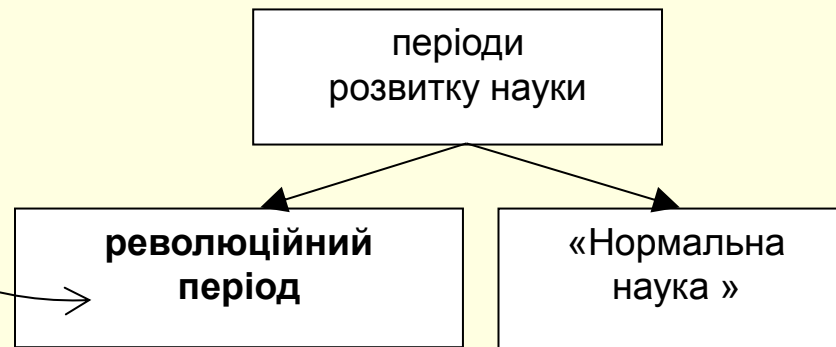 періоди
розвитку науки
революційний
період
«Нормальна
наука »